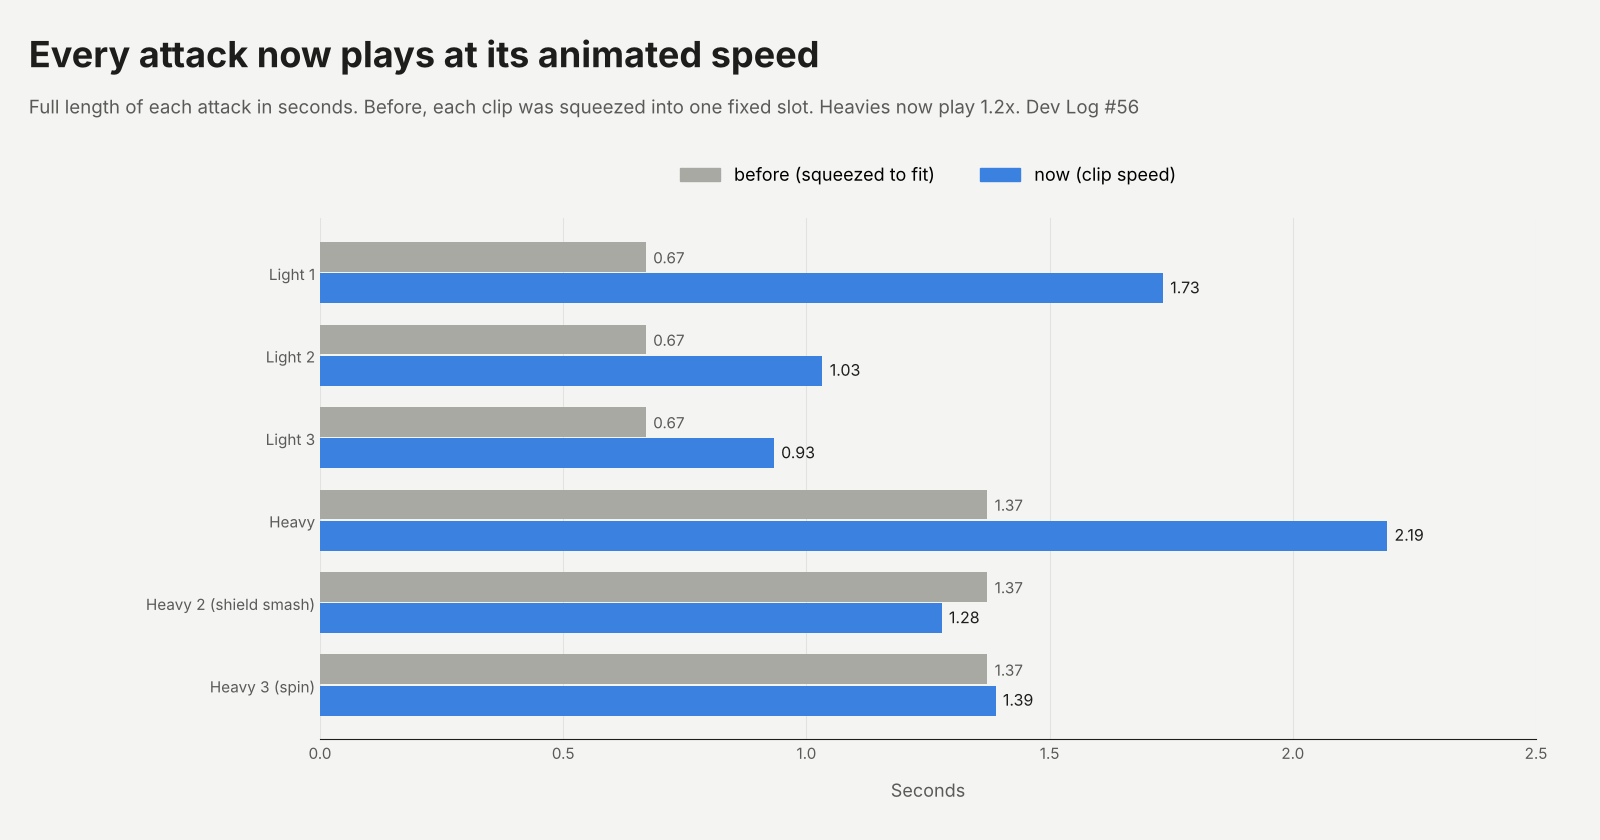 Every attack now plays at its animated speed
Full length of each attack in seconds. Before, each clip was squeezed into one fixed slot. Heavies now play 1.2x. Dev Log #56
before (squeezed to fit) now (clip speed)
Light 1 0.67
1.73
Light 2 0.67
1.03
Light 3 0.67
0.93
Heavy 1.37
2.19
Heavy 2 (shield smash) 1.37
1.28
Heavy 3 (spin) 1.37
1.39
0.0 0.5 1.0 1.5 2.0 2.5
Seconds